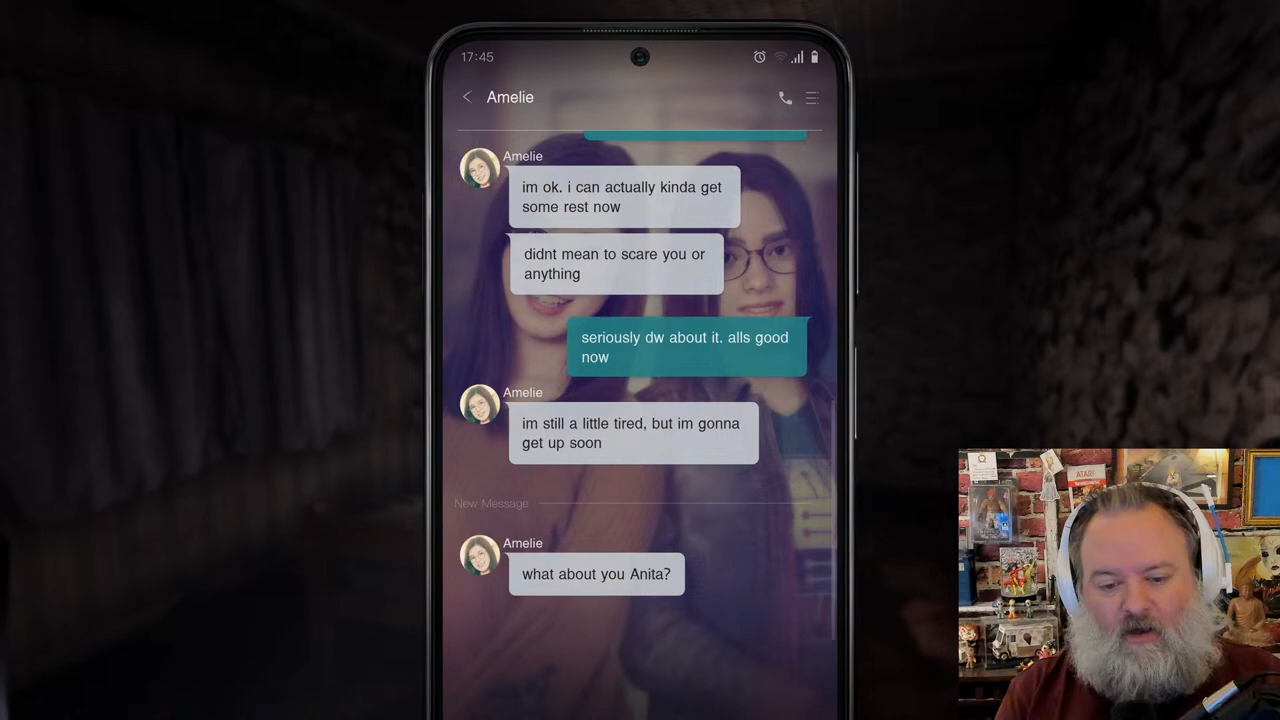 17:45
Amelie
Amelie
im ok. i can actually kinda get
some rest now
didnt mean to scare you or
anything
seriously dw about it. alls good
now
Amelie
im still a little tired, but im gonna
get up soon
New Message
Amelie
what about you Anita?
ATARI